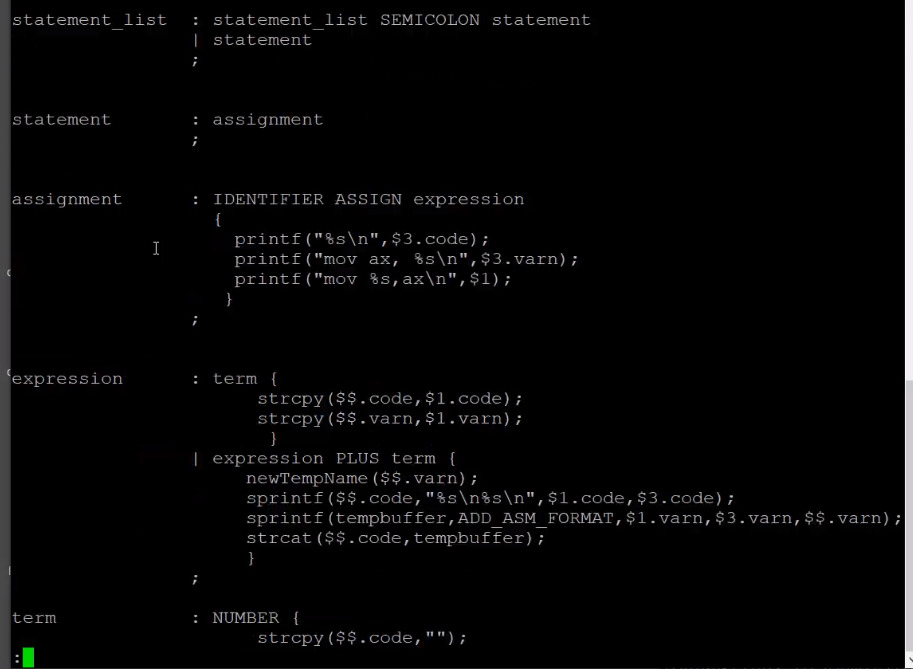 statement_list  : statement_list SEMICOLON statement
                | statement
                ;
statement       : assignment
                ;
assignment      : IDENTIFIER ASSIGN expression
                  {
                    printf("%s\n",$3.code);
                    printf("mov ax, %s\n",$3.varn);
                    printf("mov %s,ax\n",$1);
                   }
                ;
expression      : term {
                      strcpy($$.code,$1.code);
                      strcpy($$.varn,$1.varn);
                       }
                | expression PLUS term {
                     newTempName($$.varn);
                     sprintf($$.code,"%s\n%s\n",$1.code,$3.code);
                     sprintf(tempbuffer,ADD_ASM_FORMAT,$1.varn,$3.varn,$$.varn);
                     strcat($$.code,tempbuffer);
                     }
                ;
term            : NUMBER {
                      strcpy($$.code,"");
: